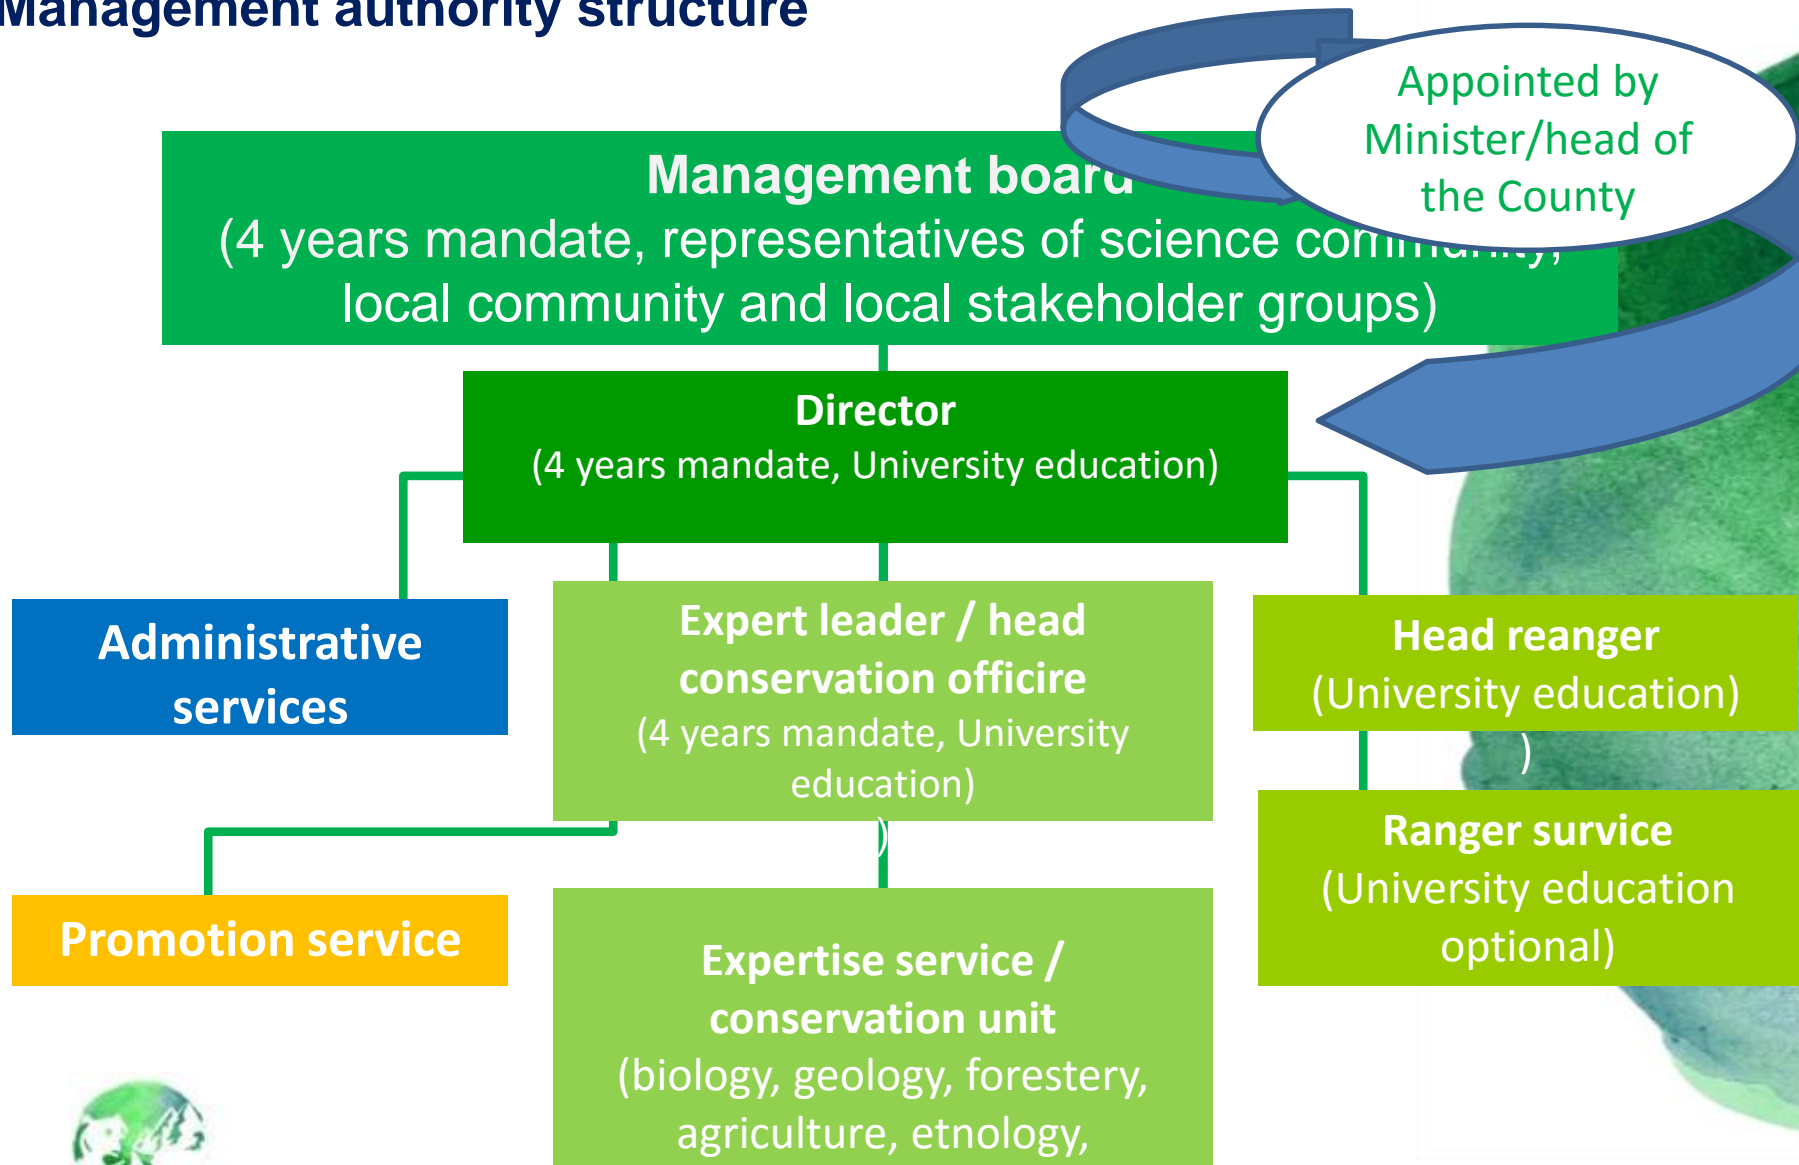 Management authority structure
Appointed by
Minister/head of
the County
Management board
(4 years mandate, representatives of science community,
local community and local stakeholder groups)
Director
(4 years mandate, University education)
Administrative
services
Expert leader / head
conservation officire
(4 years mandate, University
education)
)
Head reanger
(University education)
)
Ranger survice
(University education
optional)
Promotion service
Expertise service /
conservation unit
(biology, geology, forestery,
agriculture, etnology,